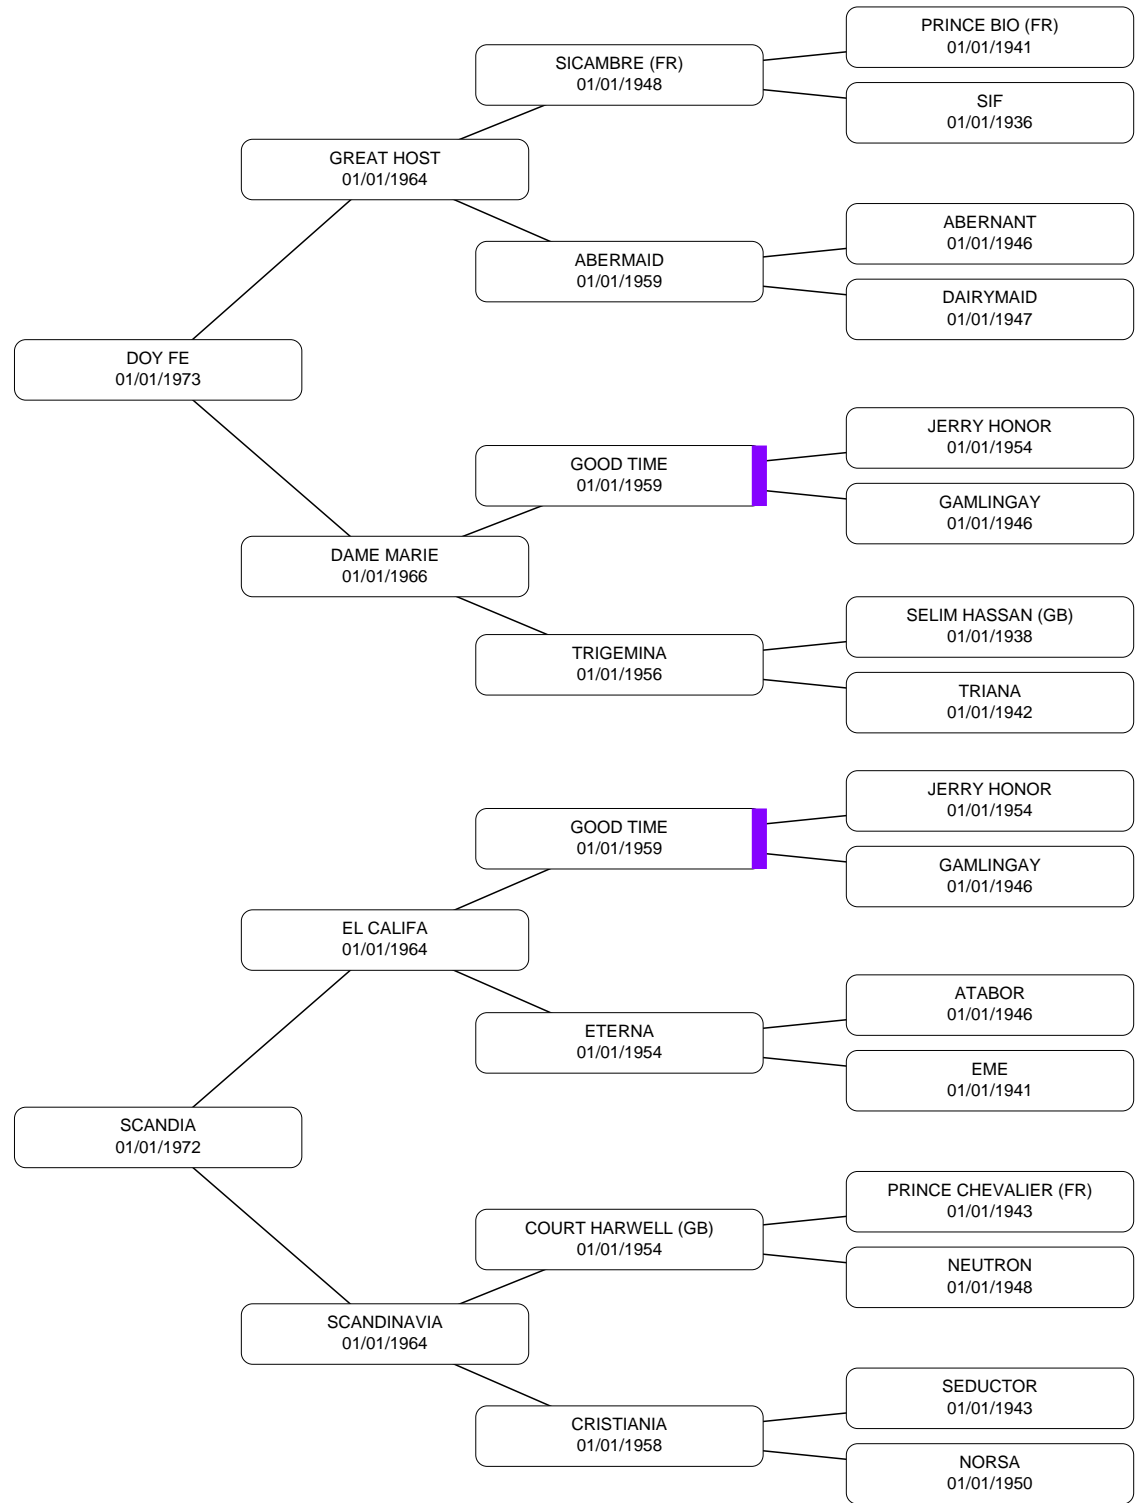 PRINCE BIO (FR)
01/01/1941
SICAMBRE (FR)
01/01/1948
SIF
01/01/1936
GREAT HOST
01/01/1964
ABERNANT
01/01/1946
ABERMAID
01/01/1959
DAIRYMAID
01/01/1947
DOY FE
01/01/1973
JERRY HONOR
01/01/1954
GOOD TIME
01/01/1959
GAMLINGAY
01/01/1946
DAME MARIE
01/01/1966
SELIM HASSAN (GB)
01/01/1938
TRIGEMINA
01/01/1956
TRIANA
01/01/1942
JERRY HONOR
01/01/1954
GOOD TIME
01/01/1959
GAMLINGAY
01/01/1946
EL CALIFA
01/01/1964
ATABOR
01/01/1946
ETERNA
01/01/1954
EME
01/01/1941
SCANDIA
01/01/1972
PRINCE CHEVALIER (FR)
01/01/1943
COURT HARWELL (GB)
01/01/1954
NEUTRON
01/01/1948
SCANDINAVIA
01/01/1964
SEDUCTOR
01/01/1943
CRISTIANIA
01/01/1958
NORSA
01/01/1950